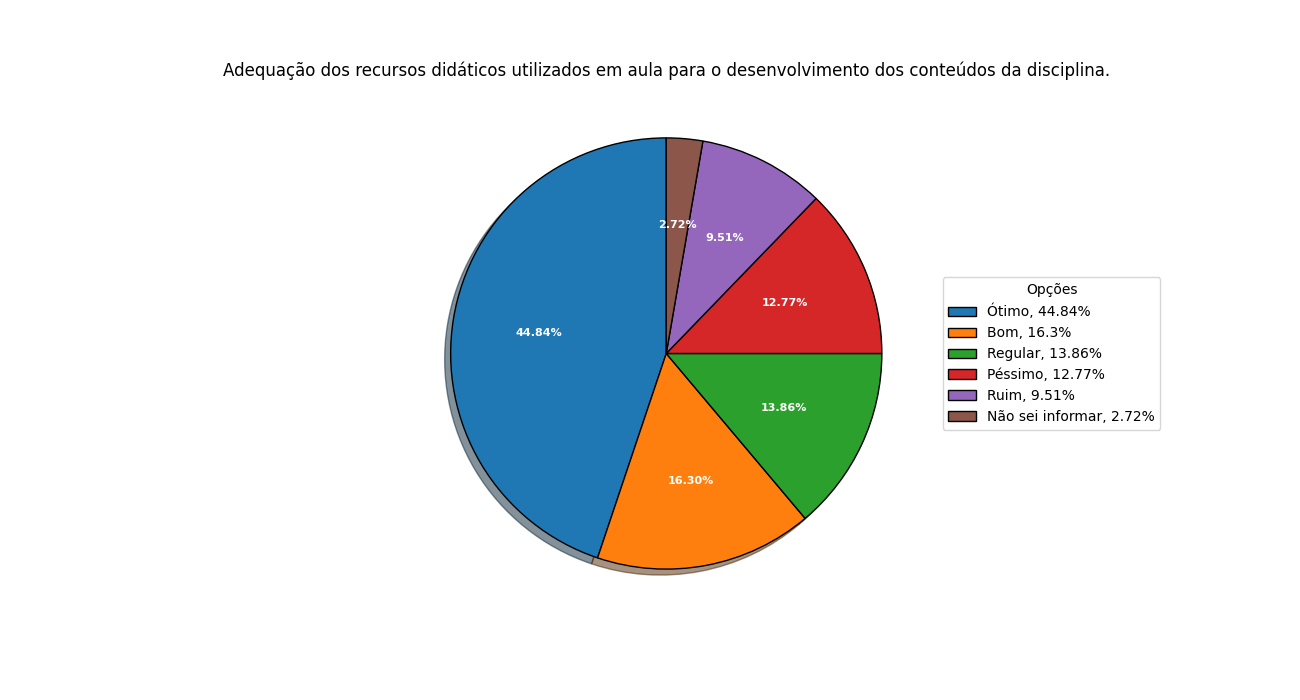 Adequação dos recursos didáticos utilizados em aula para o desenvolvimento dos conteúdos da disciplina.
2.72%
9.51%
12.77%
44.84%
13.86%
16.30%
Opções
Ótimo, 44.84%
Bom, 16.3%
Regular, 13.86%
Péssimo, 12.77%
Ruim, 9.51%
Não sei informar, 2.72%